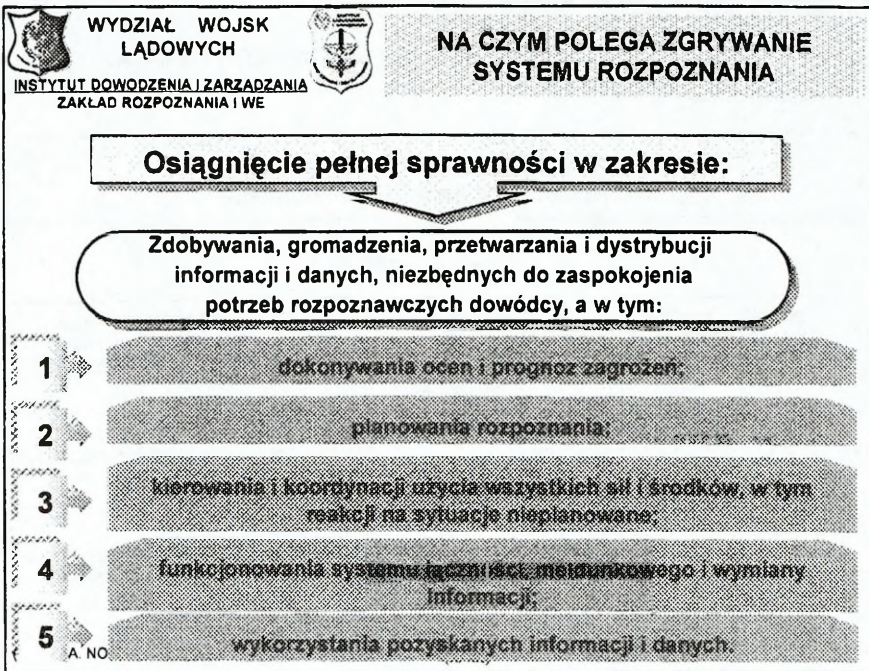 WYDZIAŁ WOJSK
LĄDOWYCH
INSTYTUT DOWODZENIA I ZARZĄDZANIA
ZAKŁAD ROZPOZNANIA I WE
NA CZYM POLEGA ZGRYWANIE
SYSTEMU ROZPOZNANIA
Osiągnięcie pełnej sprawności w zakresie:
Zdobywania, gromadzenia, przetwarzania i dystrybucji
informacji i danych, niezbędnych do zaspokojenia
potrzeb rozpoznawczych dowódcy, a w tym:
1 dokonywania ocen i prognoz zagrożeń;
2 planowania rozpoznania;
3 kierowania i koordynacji użycia wszystkich sił i środków, w tym
reakcji na sytuacje nieplanowane;
4 funkcjonowania systemu łączności, meldunkowego i wymiany
informacji;
5 wykorzystania pozyskanych informacji i danych.
A. NO